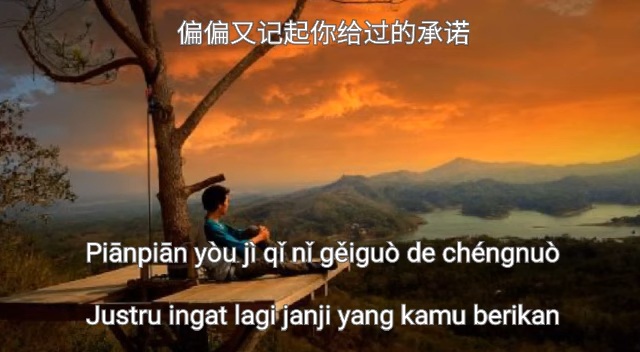 偏偏又记起你给过的承诺
Piānpiān yòu jì qǐ nǐ gěiguò de chéngnuò
Justru ingat lagi janji yang kamu berikan